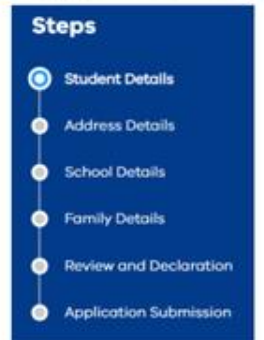 Steps
Student Details
Address Details
School Details
Family Details
Review and Declaration
Application Submission